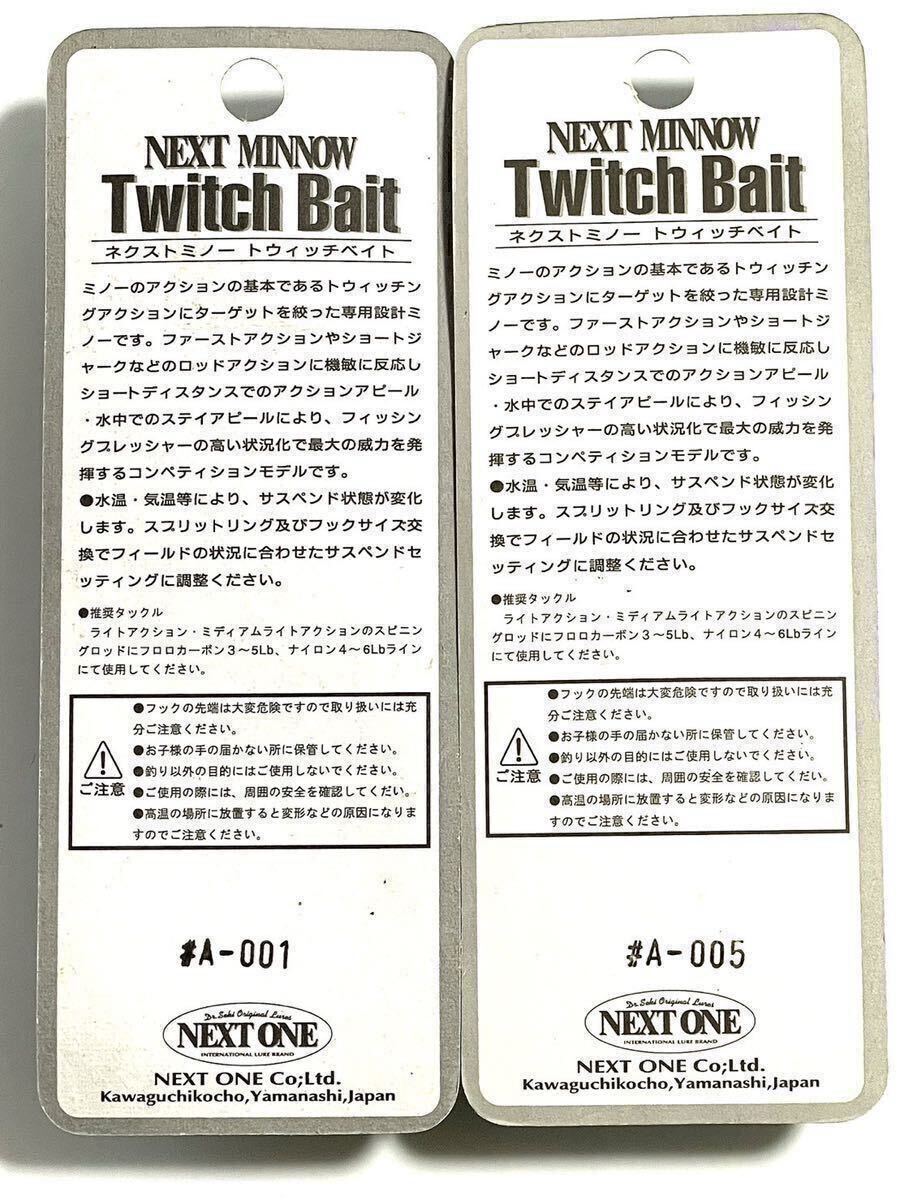 NEXT MINNOW
Twitch Bait
ネクストミノー トウィッチベイト
ミノーのアクションの基本であるトウィッチン
グアクションにターゲットを絞った専用設計ミ
ノーです。ファーストアクションやショートジ
ャークなどのロッドアクションに機敏に反応し
ショートディスタンスでのアクションアピール
・水中でのステイアピールにより、フィッシン
グプレッシャーの高い状況化で最大の威力を発
揮するコンペティションモデルです。
●水温・気温等により、サスペンド状態が変化
します。スプリットリング及びフックサイズ交
換でフィールドの状況に合わせたサスペンドセ
ッティングに調整ください。
●推奨タックル
ライトアクション・ミディアムライトアクションのスピニン
グロッドにフロロカーボン3〜5Lb、ナイロン4〜6Lbライン
にて使用してください。
ご注意
●フックの先端は大変危険ですので取り扱いには充
分ご注意ください。
●お子様の手の届かない所に保管してください。
●釣り以外の目的にはご使用しないでください。
●ご使用の際には、周囲の安全を確認してくだい。
●高温の場所に放置すると変形などの原因になりま
すのでご注意ください。
#A-001
Dr. Seki Original Lures
NEXT ONE
INTERNATIONAL LURE BRAND
NEXT ONE Co;Ltd.
Kawaguchikocho,Yamanashi,Japan
NEXT MINNOW
Twitch Bait
ネクストミノー トウィッチベイト
ミノーのアクションの基本であるトウィッチン
グアクションにターゲットを絞った専用設計ミ
ノーです。ファーストアクションやショートジ
ャークなどのロッドアクションに機敏に反応し
ショートディスタンスでのアクションアピール
・水中でのステイアピールにより、フィッシン
グプレッシャーの高い状況化で最大の威力を発
揮するコンペティションモデルです。
●水温・気温等により、サスペンド状態が変化
します。スプリットリング及びフックサイズ交
換でフィールドの状況に合わせたサスペンドセ
ッティングに調整ください。
●推奨タックル
ライトアクション・ミディアムライトアクションのスピニン
グロッドにフロロカーボン3〜5Lb、ナイロン4〜6Lbライン
にて使用してください。
ご注意
●フックの先端は大変危険ですので取り扱いには充
分ご注意ください。
●お子様の手の届かない所に保管してください。
●釣り以外の目的にはご使用しないでください。
●ご使用の際には、周囲の安全を確認してください。
●高温の場所に放置すると変形などの原因になりま
すのでご注意ください。
#A-005
Dr. Seki Original Lures
NEXT ONE
INTERNATIONAL LURE BRAND
NEXT ONE Co;Ltd.
Kawaguchikocho,Yamanashi,Japan